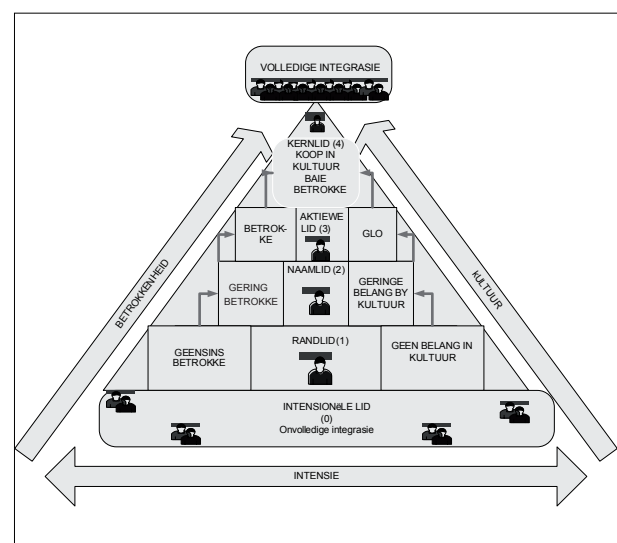 VOLLEDIGE INTEGRASIE
KERNLID (4)
KOOP IN
KULTUUR
BAIE
BETROKKE
BETROK-
KE
AKTIEWE
LID (3)
GLO
GERING
BETROKKE
NAAMLID (2)
GERINGE
BELANG BY
KULTUUR
GEENSINS
BETROKKE
RANDLID (1)
GEEN BELANG IN
KULTUUR
INTENSIONËLE LID
(0)
Onvolledige integrasie
BETROKKENHEID
KULTUUR
INTENSIE